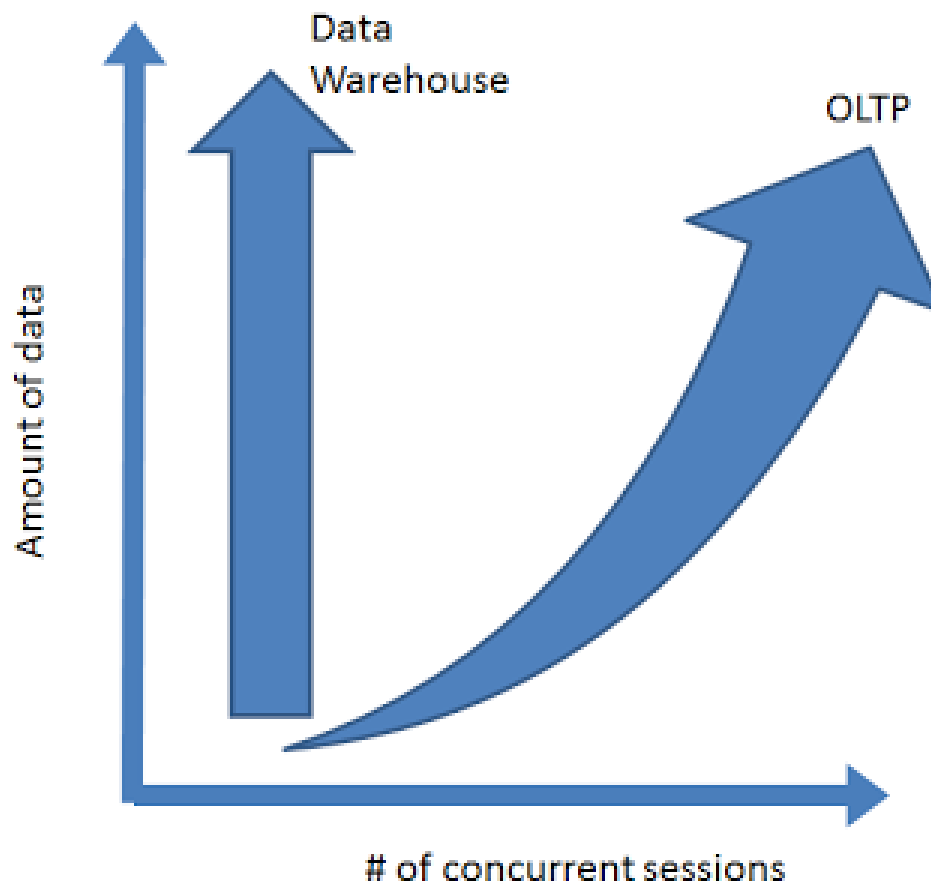 Data
Warehouse
OLTP
Amount of data
# of concurrent sessions